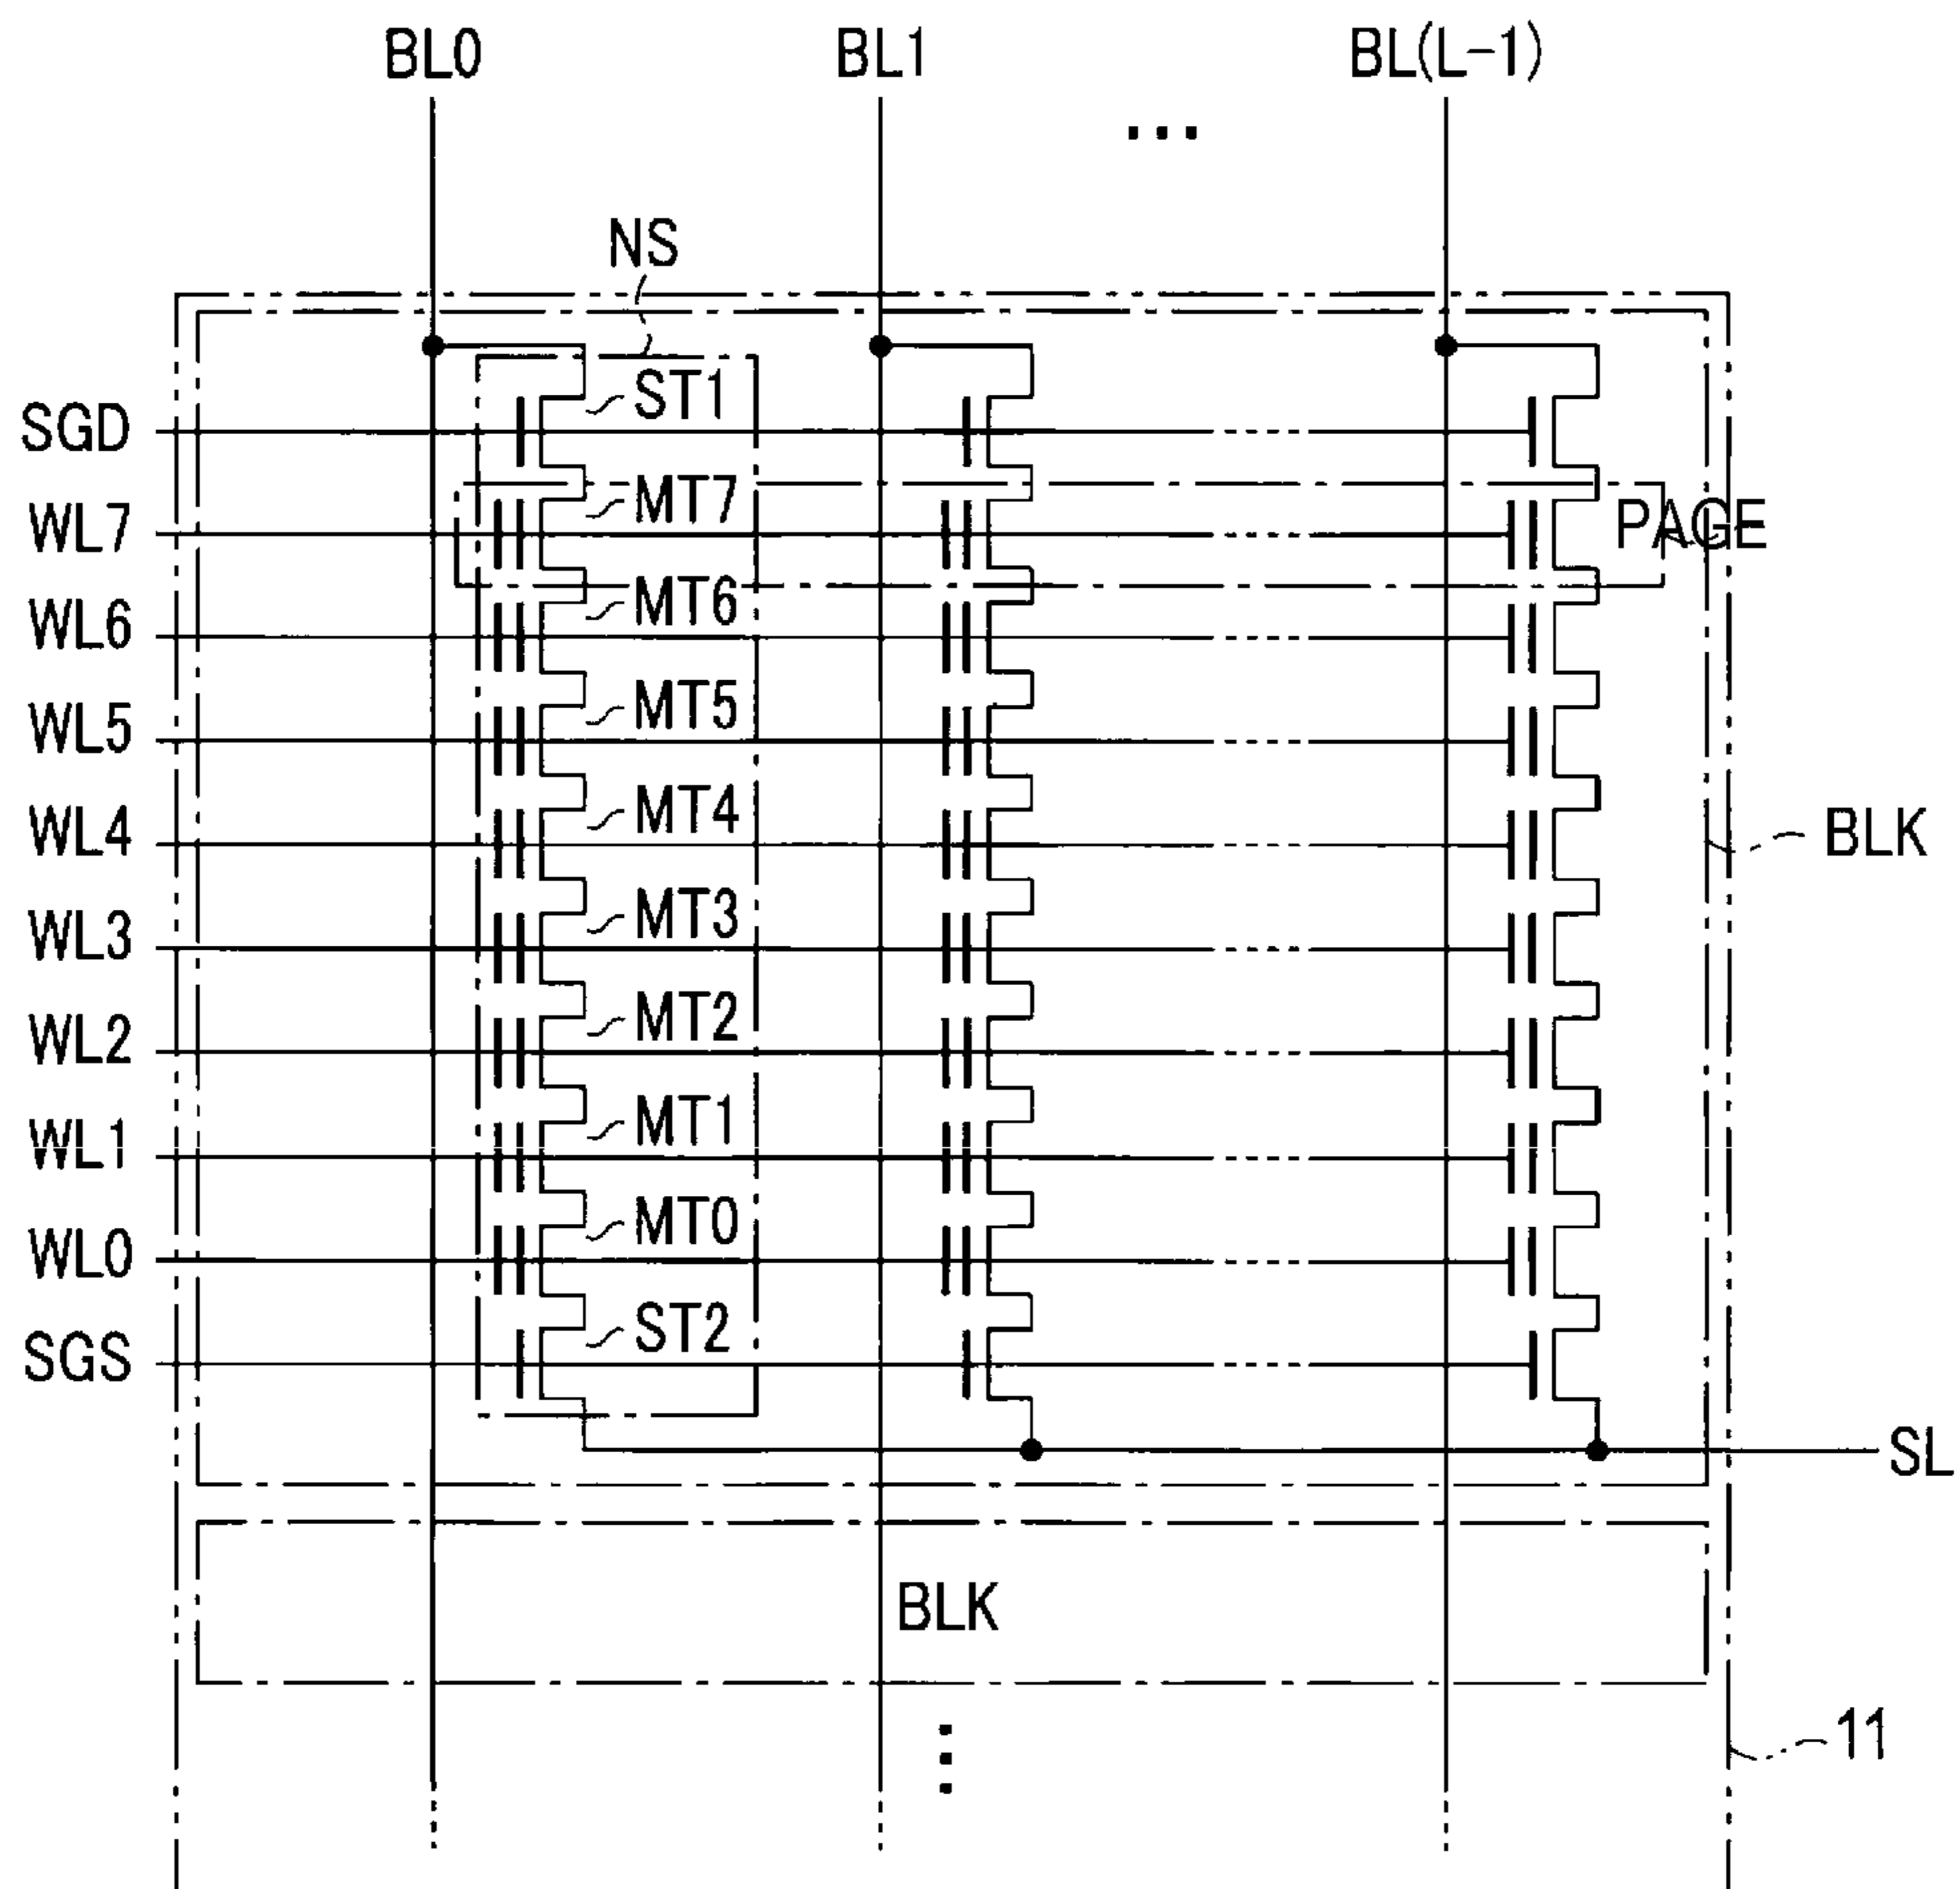 BL0 BL1 BL(L-1)
...
NS
ST1
SGD
MT7
WL7 PAGE
MT6
WL6
MT5
WL5
MT4
WL4 BLK
MT3
WL3
MT2
WL2
MT1
WL1
MT0
WL0
ST2
SGS
SL
BLK
11